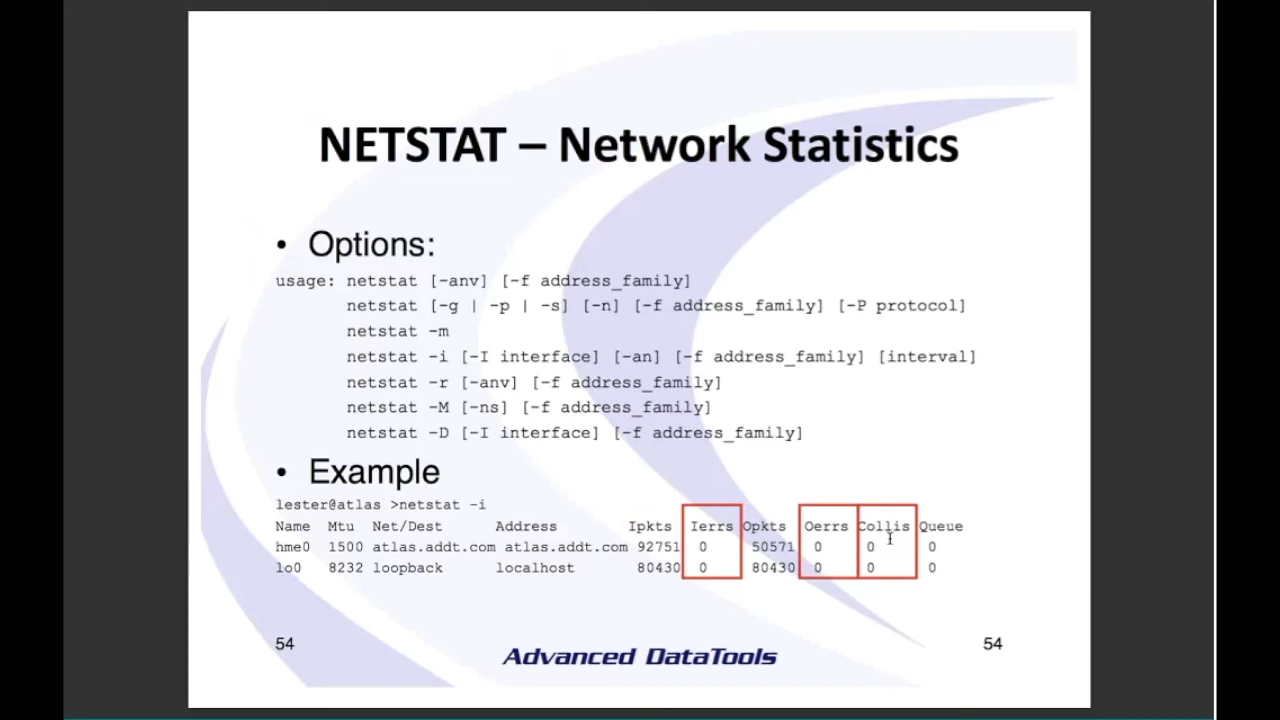 NETSTAT – Network Statistics
• Options:
usage: netstat [-anv] [-f address_family]
netstat [-g | -p | -s] [-n] [-f address_family] [-P protocol]
netstat -m
netstat -i [-I interface] [-an] [-f address_family] [interval]
netstat -r [-anv] [-f address_family]
netstat -M [-ns] [-f address_family]
netstat -D [-I interface] [-f address_family]
• Example
lester@atlas >netstat -i
Name Mtu Net/Dest Address Ipkts Ierrs Opkts Oerrs Collis Queue
hme0 1500 atlas.addt.com atlas.addt.com 92751 0 50571 0 0 0
lo0 8232 loopback localhost 80430 0 80430 0 0 0
54 Advanced DataTools 54